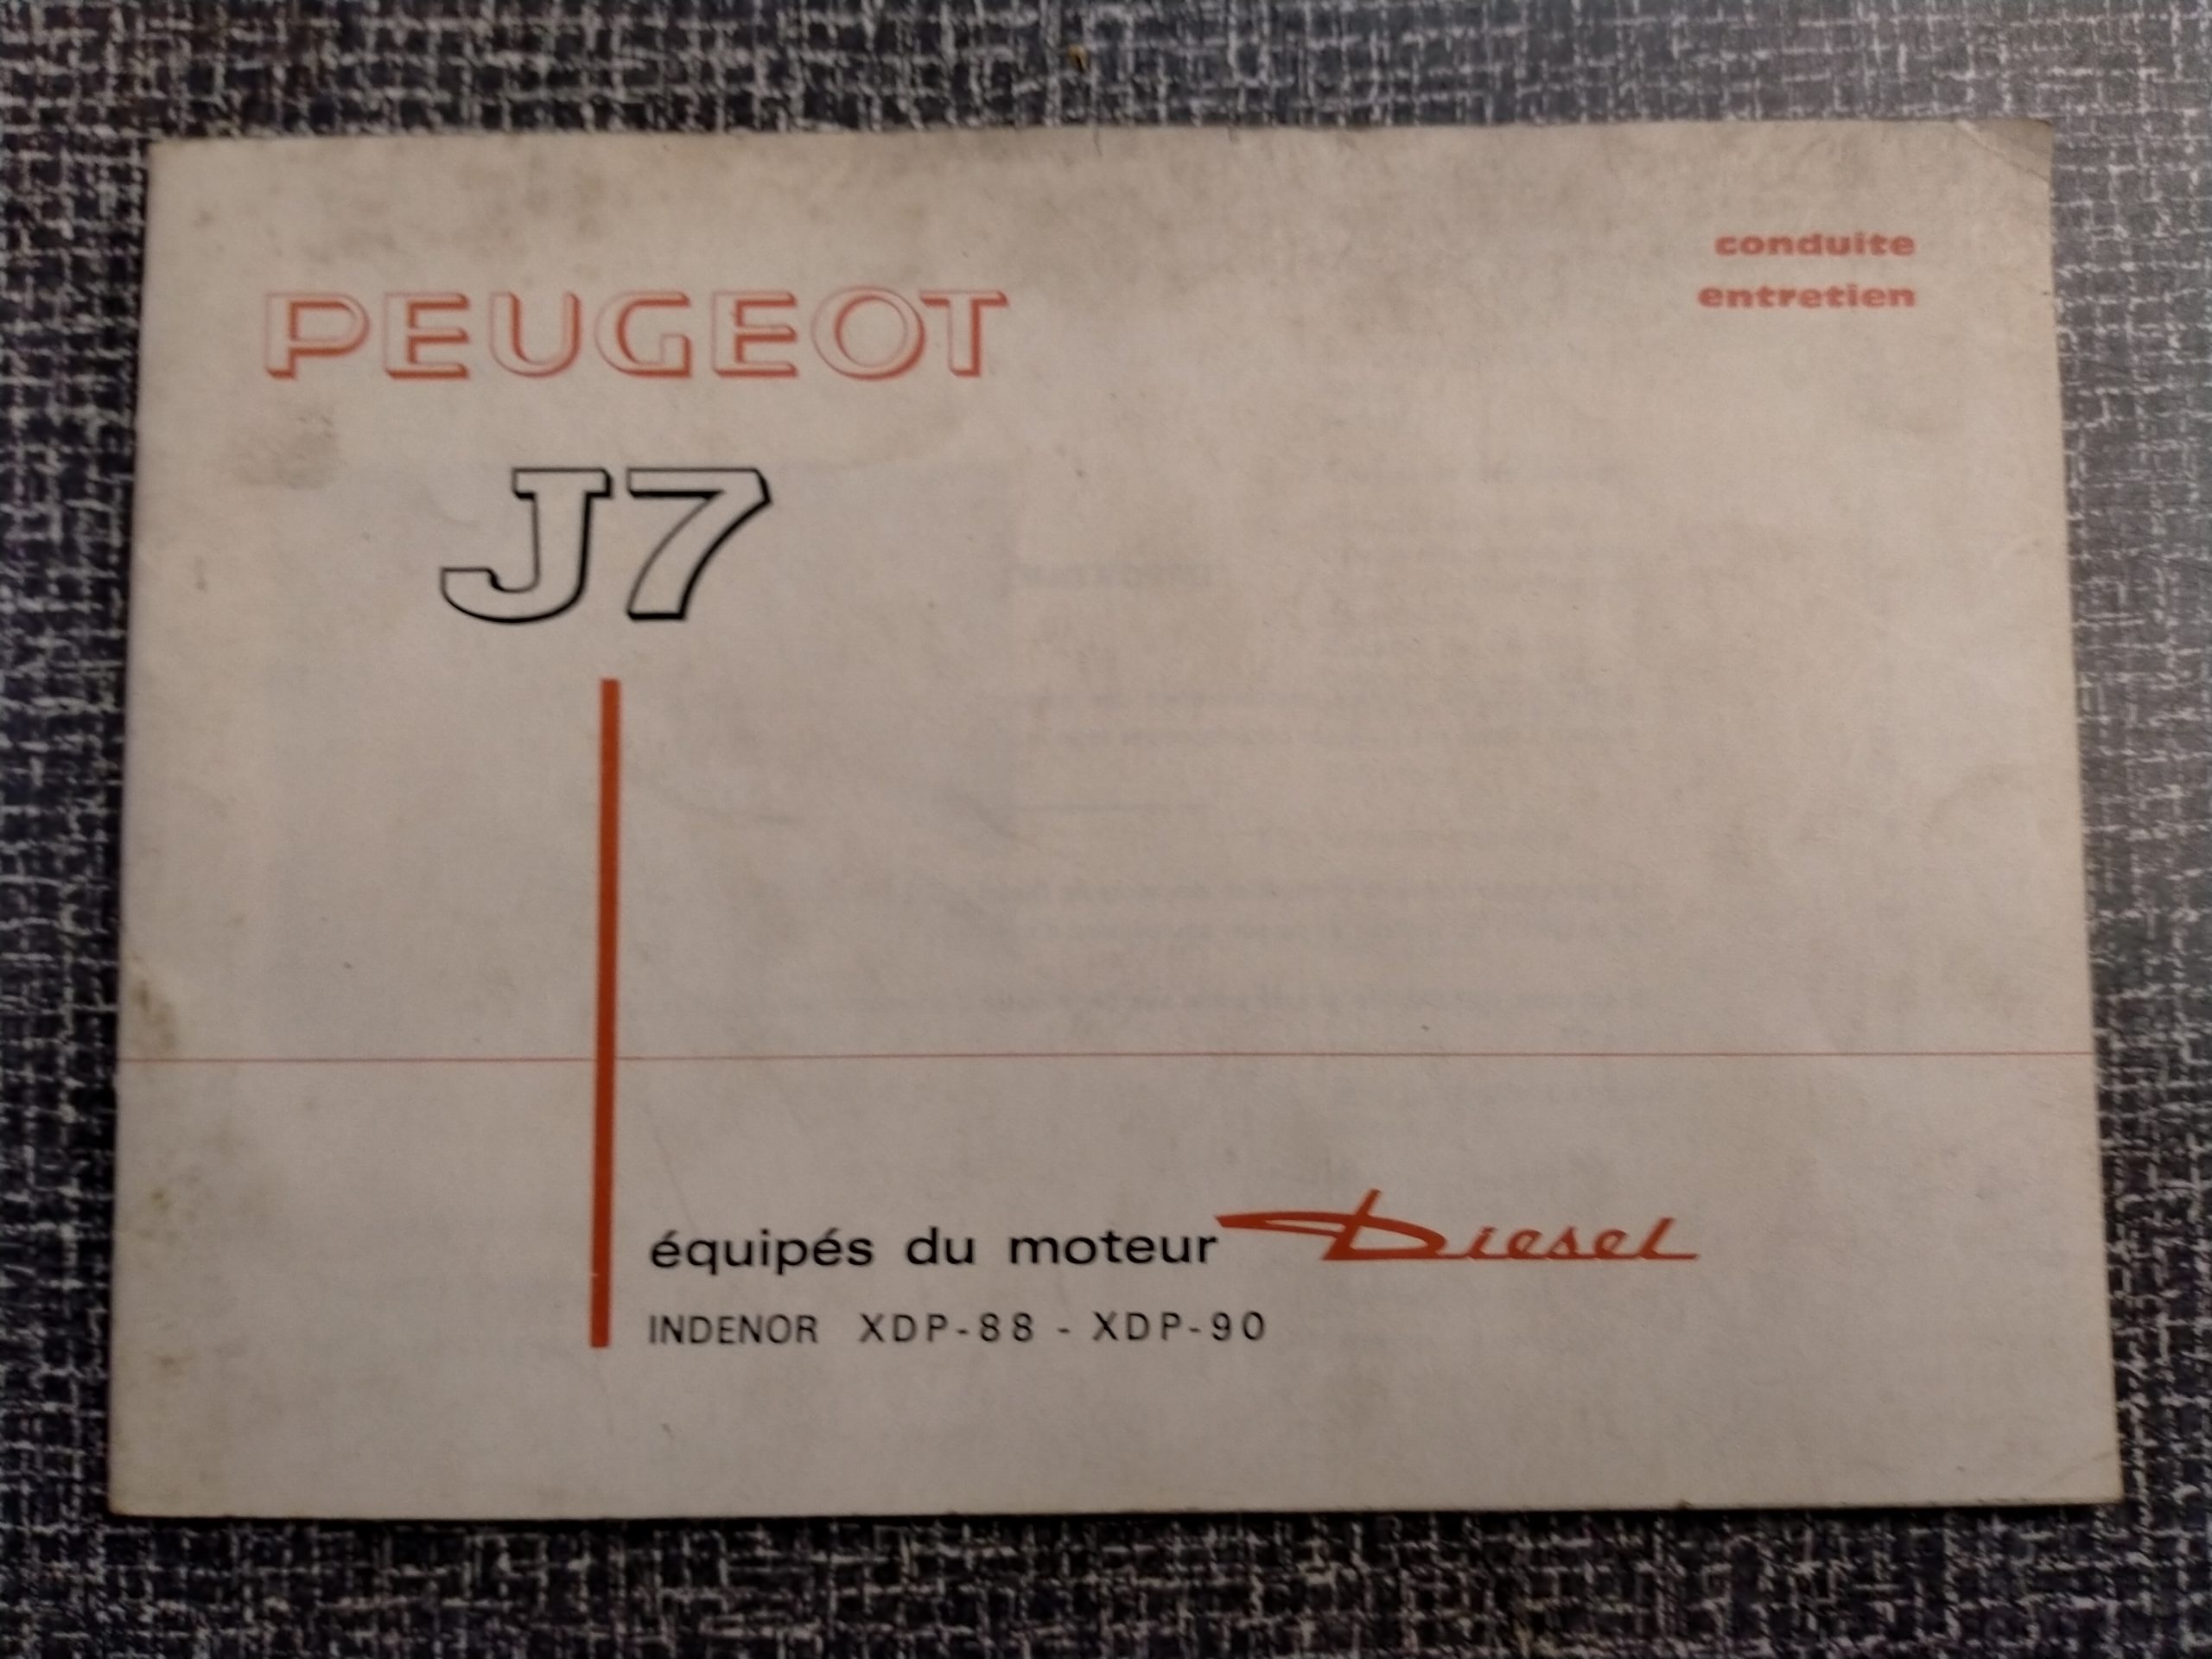 conduite
entretien
PEUGEOT
J7
équipés du moteur Diesel
INDENOR XDP-88 - XDP-90